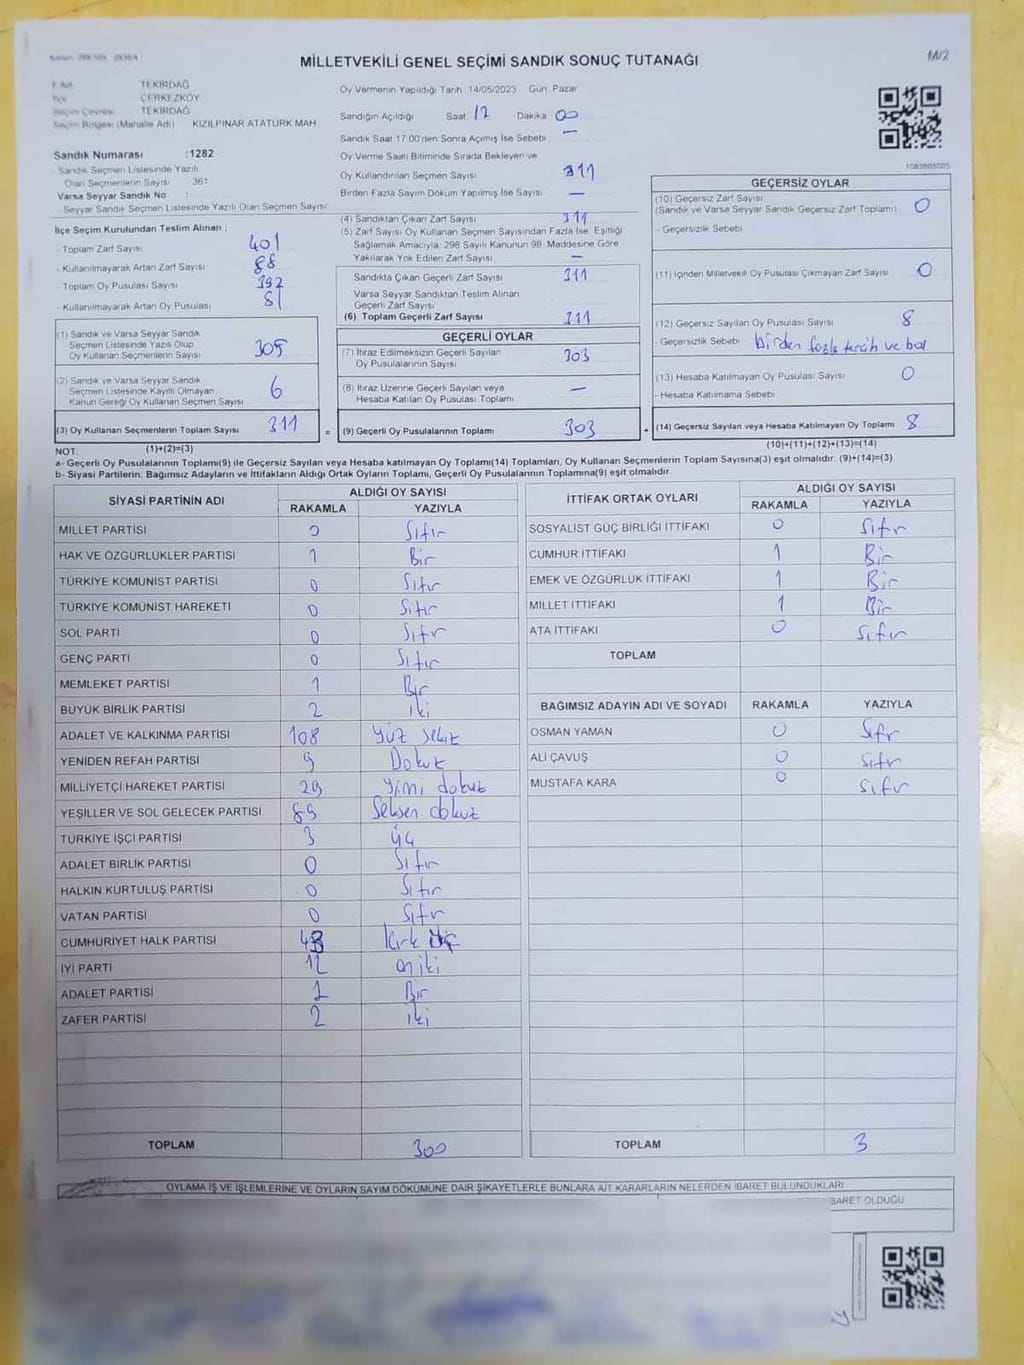 MİLLETVEKİLİ GENEL SEÇİMİ SANDIK SONUÇ TUTANAĞI
M/2
TEKİRDAĞ
ÇERKEZKÖY
TEKİRDAĞ
Seçim Bölgesi (Mahalle Adı) KIZILPINAR ATATÜRK MAH.
Sandık Numarası :1282
Sandık Seçmen Listesinde Yazılı
Olan Seçmenlerin Sayısı 361
Varsa Seyyar Sandık No :
- Seyyar Sandık Seçmen Listesinde Yazılı Olan Seçmen Sayısı:
İlçe Seçim Kurulundan Teslim Alınan ;
- Toplam Zarf Sayısı 401
- Kullanılmayarak Artan Zarf Sayısı 88
- Toplam Oy Pusulası Sayısı 392
- Kullanılmayarak Artan Oy Pusulası 81
(1) Sandık ve Varsa Seyyar Sandık
Seçmen Listesinde Yazılı Olup
Oy Kullanan Seçmenlerin Sayısı 305
(2) Sandık ve Varsa Seyyar Sandık
Seçmen Listesinde Kayıtlı Olmayan
Kanun Gereği Oy Kullanan Seçmen Sayısı 6
(3) Oy Kullanan Seçmenlerin Toplam Sayısı 311
(1)+(2)=(3)
Oy Vermenin Yapıldığı Tarih 14/05/2023 Gün: Pazar
Sandığın Açıldığı Saat 17 Dakika 00
Sandık Saat 17.00'den Sonra Açımış İse Sebebi —
Oy Verme Saati Bitiminde Sırada Bekleyen ve
Oy Kullandırılan Seçmen Sayısı 311
Birden Fazla Sayım Döküm Yapılmış İse Sayısı —
(4) Sandıktan Çıkan Zarf Sayısı 311
(5) Zarf Sayısı Oy Kullanan Seçmen Sayısından Fazla İse, Eşitliği
Sağlamak Amacıyla, 298 Sayılı Kanunun 98. Maddesine Göre
Yakılarak Yok Edilen Zarf Sayısı —
Sandıkta Çıkan Geçerli Zarf Sayısı 311
Varsa Seyyar Sandıktan Teslim Alınan
Geçerli Zarf Sayısı
(6) Toplam Geçerli Zarf Sayısı 311
GEÇERLİ OYLAR
(7) İtiraz Edilmeksizin Geçerli Sayılan
Oy Pusulalarının Sayısı 303
(8) İtiraz Üzerine Geçerli Sayılan veya
Hesaba Katılan Oy Pusulası Toplamı —
= (9) Geçerli Oy Pusulalarının Toplamı 303
1083605005
GEÇERSİZ OYLAR
(10) Geçersiz Zarf Sayısı
(Sandık ve Varsa Seyyar Sandık Geçersiz Zarf Toplamı) 0
- Geçersizlik Sebebi
(11) İçinden Milletvekili Oy Pusulası Çıkmayan Zarf Sayısı 0
(12) Geçersiz Sayılan Oy Pusulası Sayısı 8
- Geçersizlik Sebebi birden fazla tercih ve boş
(13) Hesaba Katılmayan Oy Pusulası Sayısı 0
- Hesaba Katılmama Sebebi
+ (14) Geçersiz Sayılan veya Hesaba Katılmayan Oy Toplamı 8
(10)+(11)+(12)+(13)=(14)
NOT:
a- Geçerli Oy Pusulalarının Toplamı(9) ile Geçersiz Sayılan veya Hesaba katılmayan Oy Toplamı(14) Toplamları, Oy Kullanan Seçmenlerin Toplam Sayısına(3) eşit olmalıdır. (9)+(14)=(3)
b- Siyasi Partilerin, Bağımsız Adayların ve İttifakların Aldığı Ortak Oyların Toplamı, Geçerli Oy Pusulalarının Toplamına(9) eşit olmalıdır.
SİYASİ PARTİNİN ADI ALDIĞI OY SAYISI
RAKAMLA YAZIYLA
MİLLET PARTİSİ 0 Sıfır
HAK VE ÖZGÜRLÜKLER PARTİSİ 1 Bir
TÜRKİYE KOMÜNİST PARTİSİ 0 Sıfır
TÜRKİYE KOMÜNİST HAREKETİ 0 Sıfır
SOL PARTİ 0 Sıfır
GENÇ PARTİ 0 Sıfır
MEMLEKET PARTİSİ 1 Bir
BÜYÜK BİRLİK PARTİSİ 2 iki
ADALET VE KALKINMA PARTİSİ 108 Yüz sekiz
YENİDEN REFAH PARTİSİ 9 Dokuz
MİLLİYETÇİ HAREKET PARTİSİ 29 Yirmi dokuz
YEŞİLLER VE SOL GELECEK PARTİSİ 89 Seksen dokuz
TÜRKİYE İŞÇİ PARTİSİ 3 üç
ADALET BİRLİK PARTİSİ 0 Sıfır
HALKIN KURTULUŞ PARTİSİ 0 Sıfır
VATAN PARTİSİ 0 Sıfır
CUMHURİYET HALK PARTİSİ 43 Kırk üç
İYİ PARTİ 12 on iki
ADALET PARTİSİ 1 Bir
ZAFER PARTİSİ 2 iki
TOPLAM 300
İTTİFAK ORTAK OYLARI ALDIĞI OY SAYISI
RAKAMLA YAZIYLA
SOSYALİST GÜÇ BİRLİĞİ İTTİFAKI 0 Sıfır
CUMHUR İTTİFAKI 1 Bir
EMEK VE ÖZGÜRLÜK İTTİFAKI 1 Bir
MİLLET İTTİFAKI 1 Bir
ATA İTTİFAKI 0 Sıfır
TOPLAM
BAĞIMSIZ ADAYIN ADI VE SOYADI RAKAMLA YAZIYLA
OSMAN YAMAN 0 Sıfır
ALİ ÇAVUŞ 0 Sıfır
MUSTAFA KARA 0 Sıfır
TOPLAM 3
OYLAMA İŞ VE İŞLEMLERİNE VE OYLARIN SAYIM DÖKÜMÜNE DAİR ŞİKAYETLERLE BUNLARA AİT KARARLARIN NELERDEN İBARET BULUNDUKLARI
BARET OLDUĞU